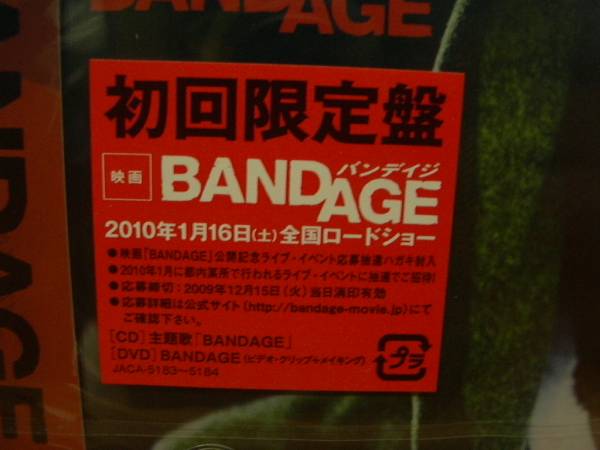 BANDAGE
BANDAGE
初回限定盤
映画
バンデイジ
BANDAGE
2010年1月16日(土)全国ロードショー
●映画「BANDAGE」公開記念ライブ・イベント応募抽選ハガキ封入
●2010年1月に都内某所で行われるライブ・イベントに抽選でご招待!
●応募締切:2009年12月15日(火)当日消印有効
●応募詳細は公式サイト(http://bandage-movie.jp)にて
ご確認下さい。
[CD]主題歌「BANDAGE」
[DVD]BANDAGE(ビデオ・クリップ+メイキング)
JACA-5183〜5184
プラ